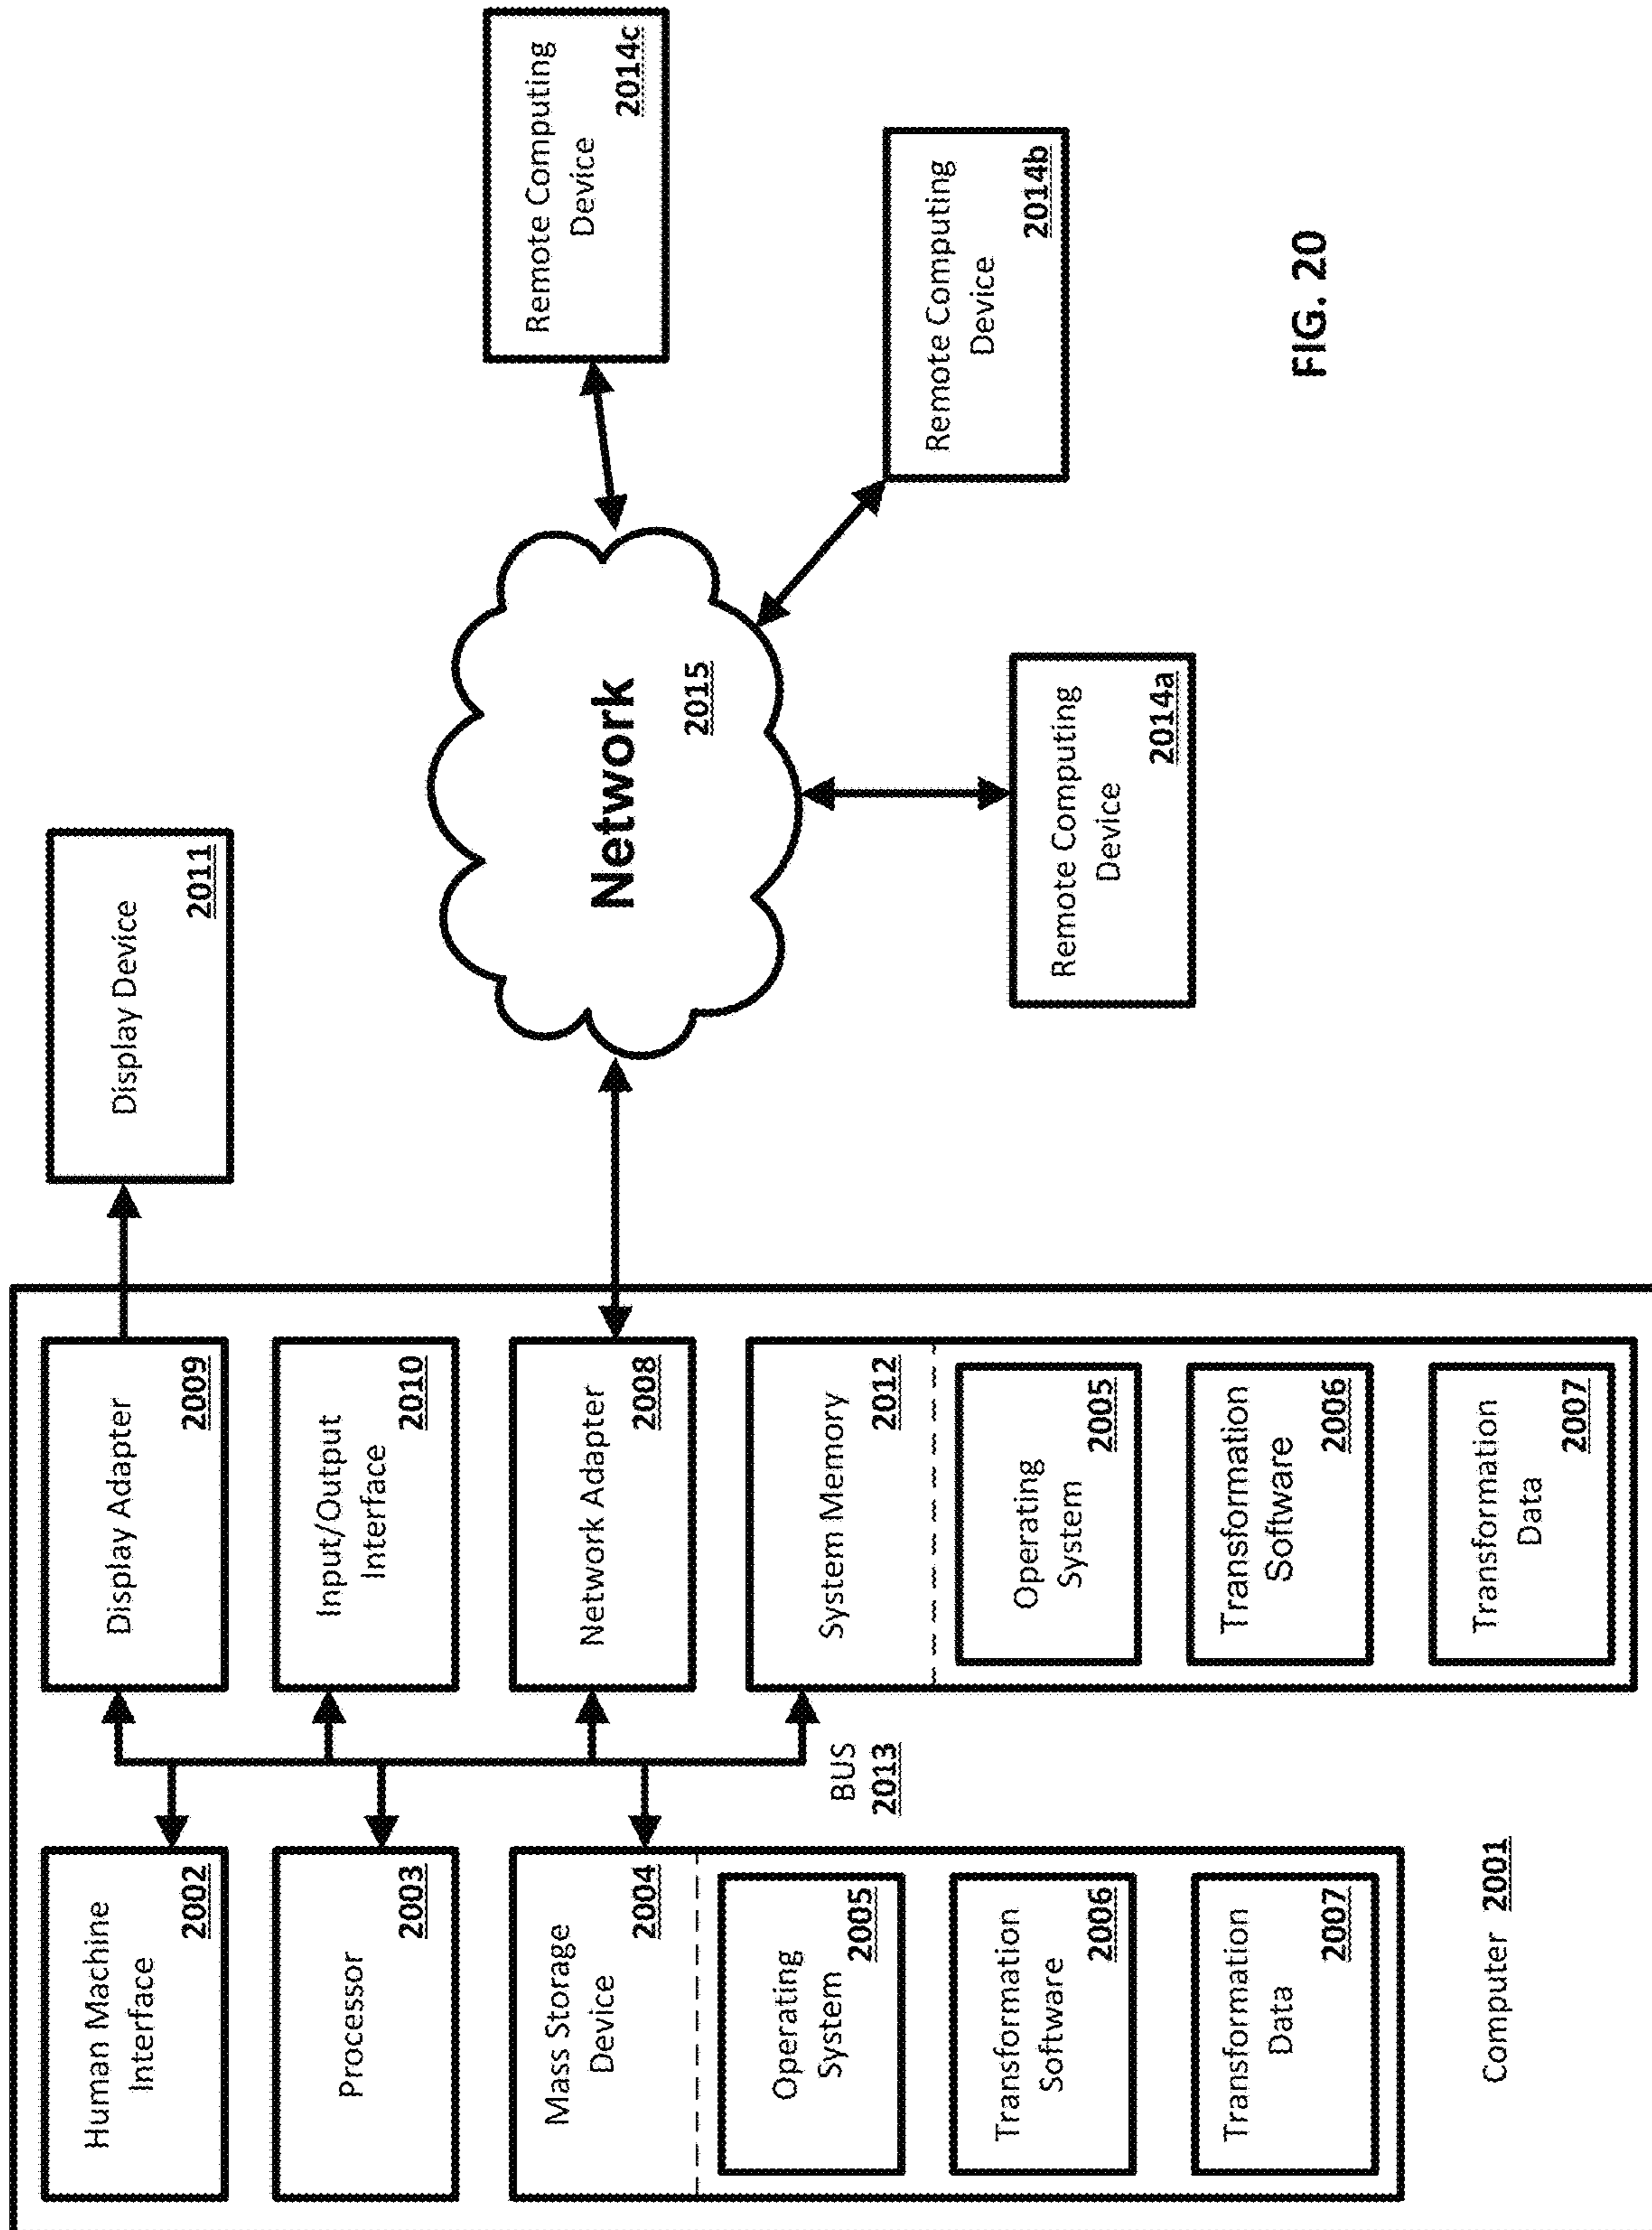 Human Machine
Interface
2002
Processor
2003
Mass Storage
Device
2004
Operating
System
2005
Transformation
Software
2006
Transformation
Data
2007
Computer 2001
BUS
2013
Display Adapter
2009
Input/Output
Interface
2010
Network Adapter
2008
System Memory
2012
Operating
System
2005
Transformation
Software
2006
Transformation
Data
2007
Display Device
2011
Network
2015
Remote Computing
Device
2014a
Remote Computing
Device
2014b
Remote Computing
Device
2014c
FIG. 20